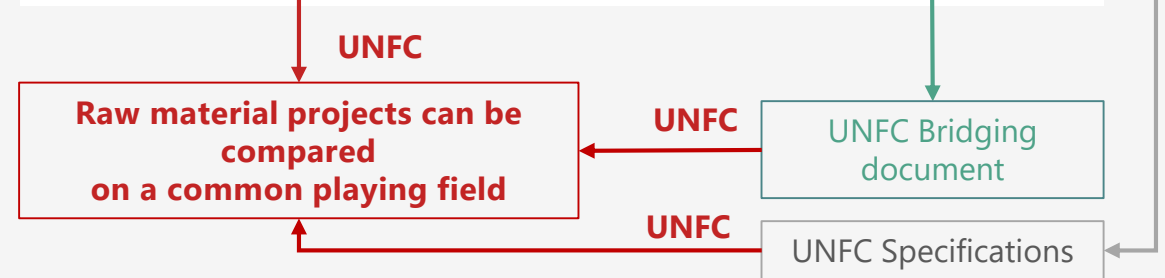 UNFC
Raw material projects can be
compared
on a common playing field
UNFC
UNFC Bridging
document
UNFC
UNFC Specifications